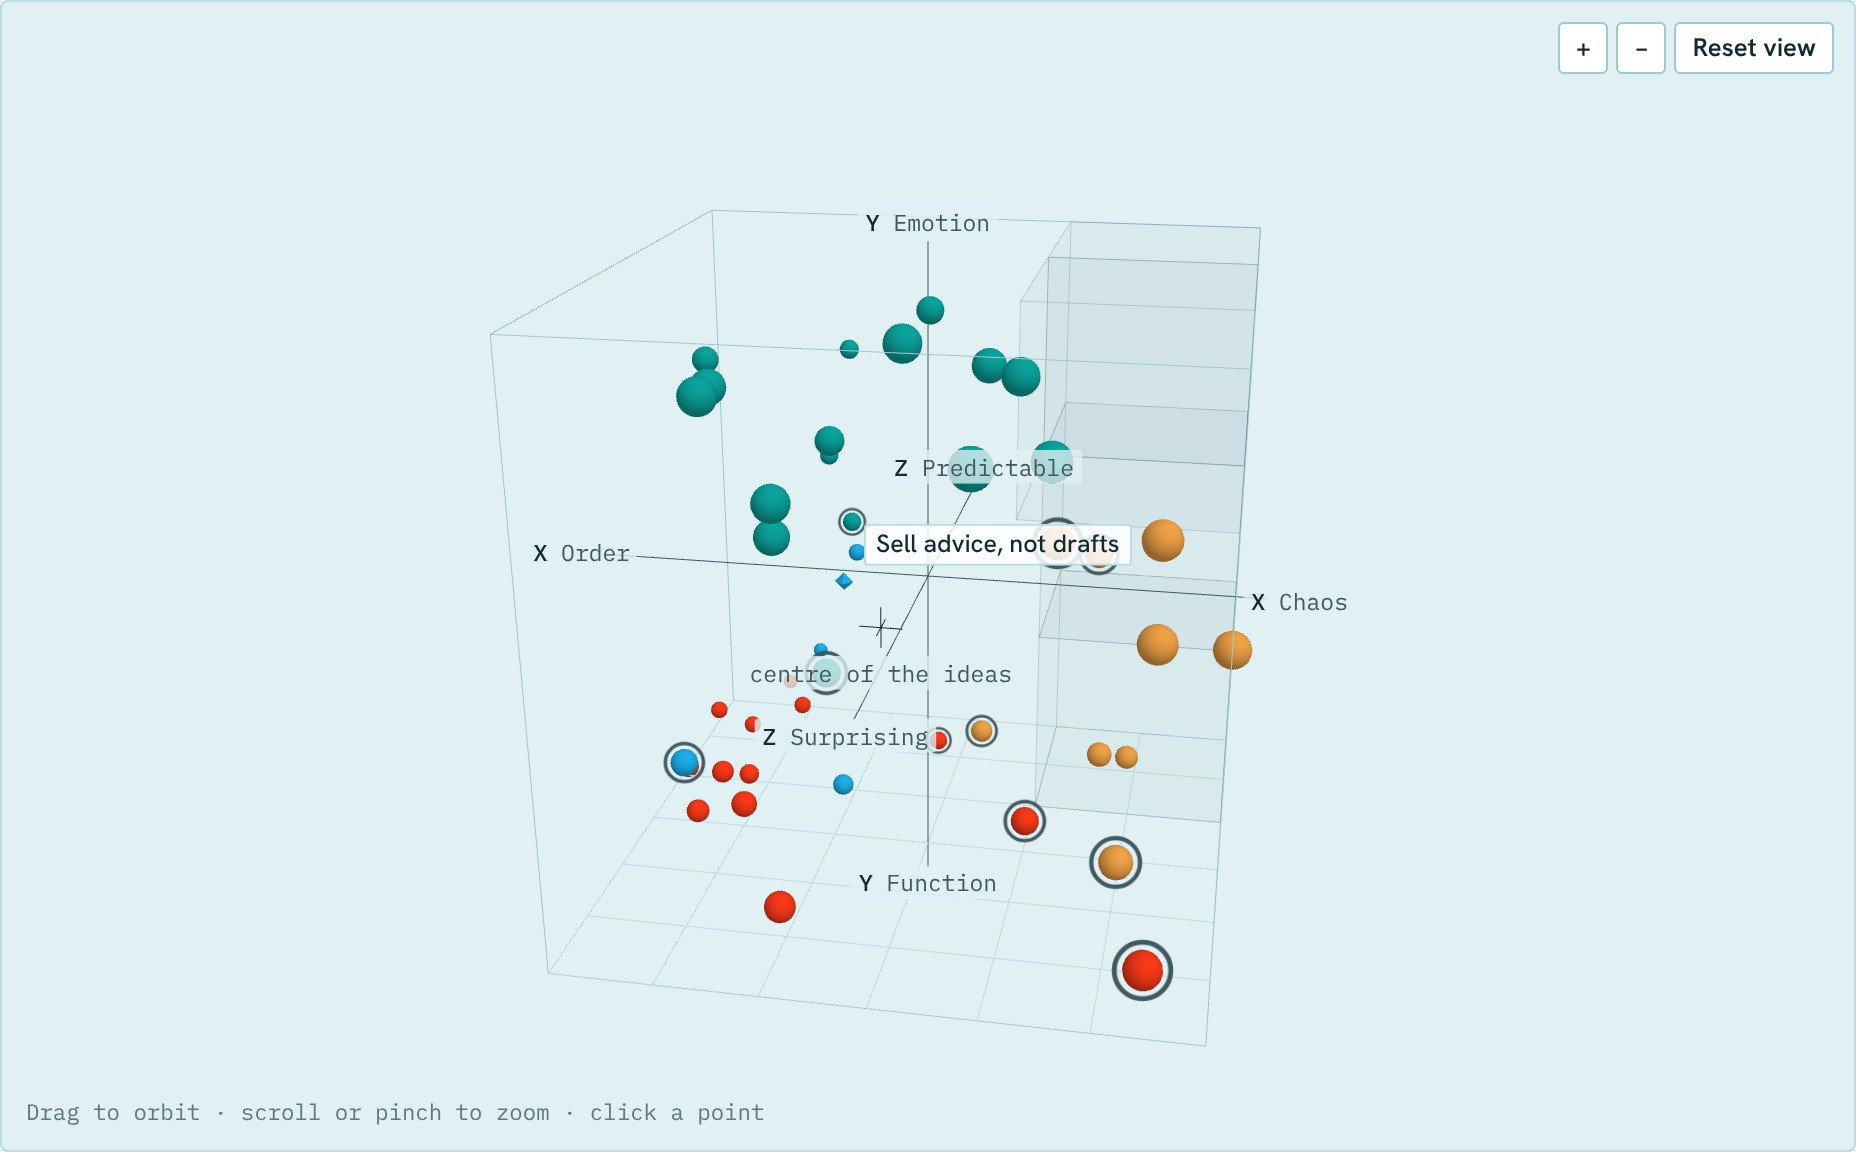 + - Reset view
Y Emotion
Z Predictable
Sell advice, not drafts
X Order
X Chaos
centre of the ideas
Z Surprising
Y Function
Drag to orbit · scroll or pinch to zoom · click a point